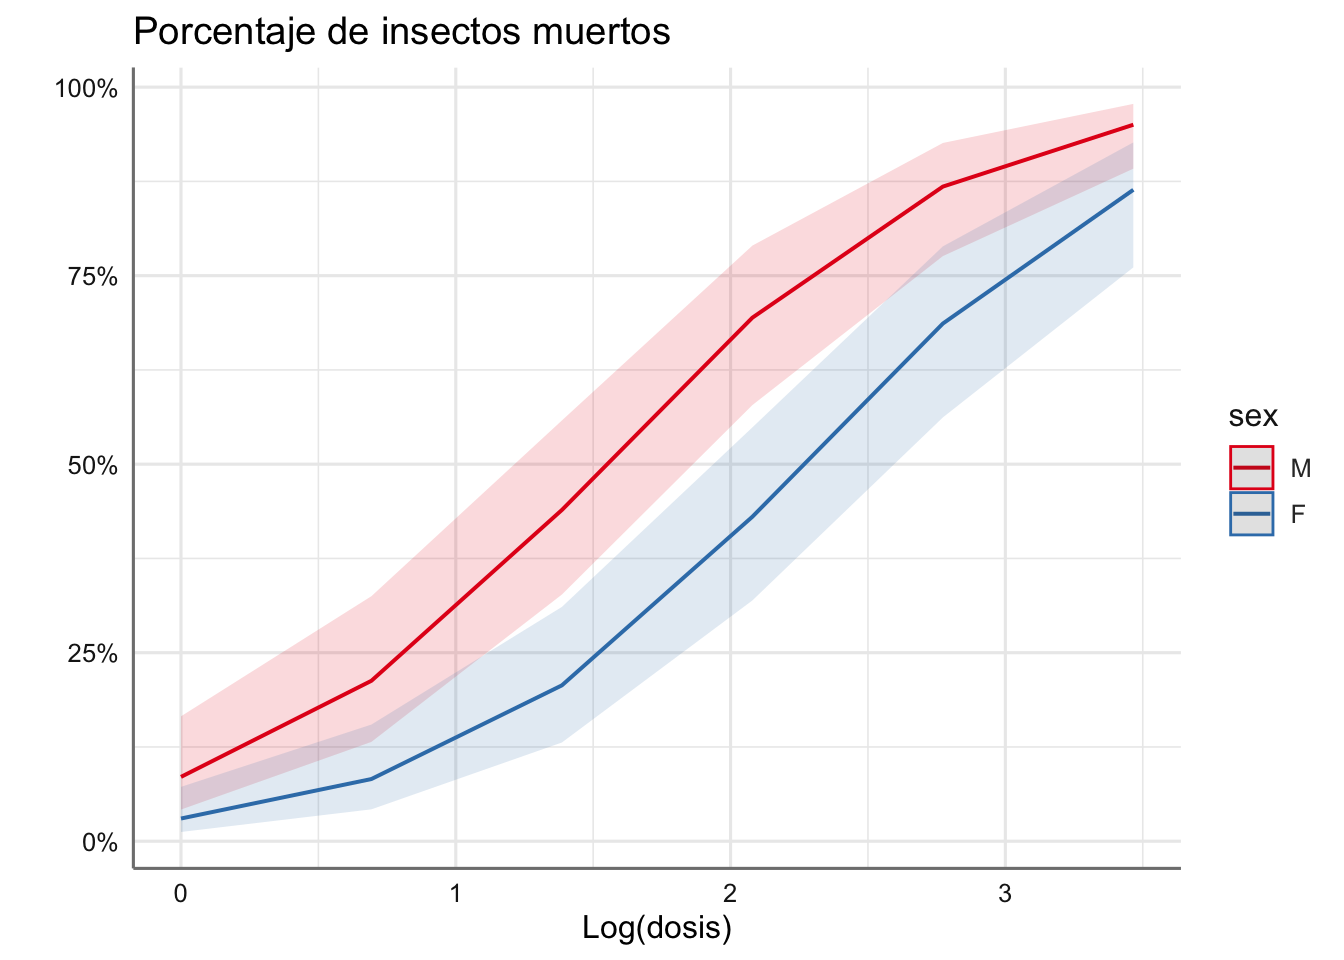 Porcentaje de insectos muertos
100%
75%
50%
25%
0%
0 1 2 3
Log(dosis)
sex
M
F